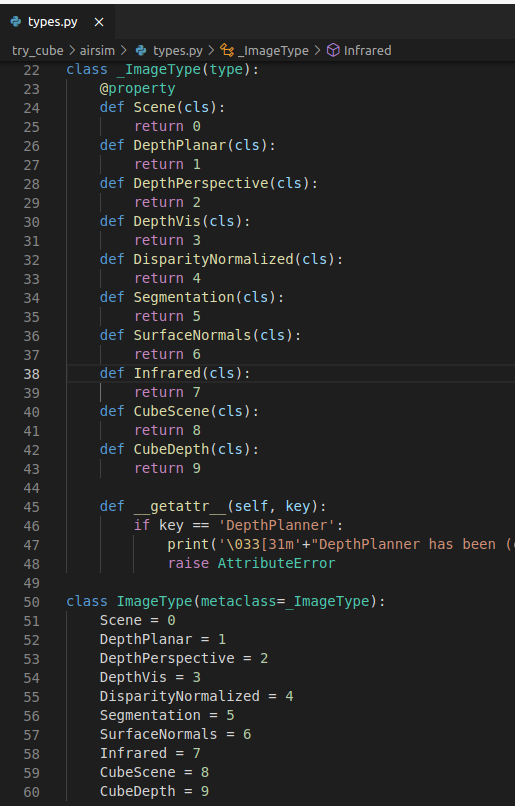 types.py ×
try_cube > airsim > types.py > _ImageType > Infrared
22 class _ImageType(type):
23     @property
24     def Scene(cls):
25         return 0
26     def DepthPlanar(cls):
27         return 1
28     def DepthPerspective(cls):
29         return 2
30     def DepthVis(cls):
31         return 3
32     def DisparityNormalized(cls):
33         return 4
34     def Segmentation(cls):
35         return 5
36     def SurfaceNormals(cls):
37         return 6
38     def Infrared(cls):
39         return 7
40     def CubeScene(cls):
41         return 8
42     def CubeDepth(cls):
43         return 9
44
45     def __getattr__(self, key):
46         if key == 'DepthPlanner':
47             print('\033[31m'+"DepthPlanner has been (
48             raise AttributeError
49
50 class ImageType(metaclass=_ImageType):
51     Scene = 0
52     DepthPlanar = 1
53     DepthPerspective = 2
54     DepthVis = 3
55     DisparityNormalized = 4
56     Segmentation = 5
57     SurfaceNormals = 6
58     Infrared = 7
59     CubeScene = 8
60     CubeDepth = 9